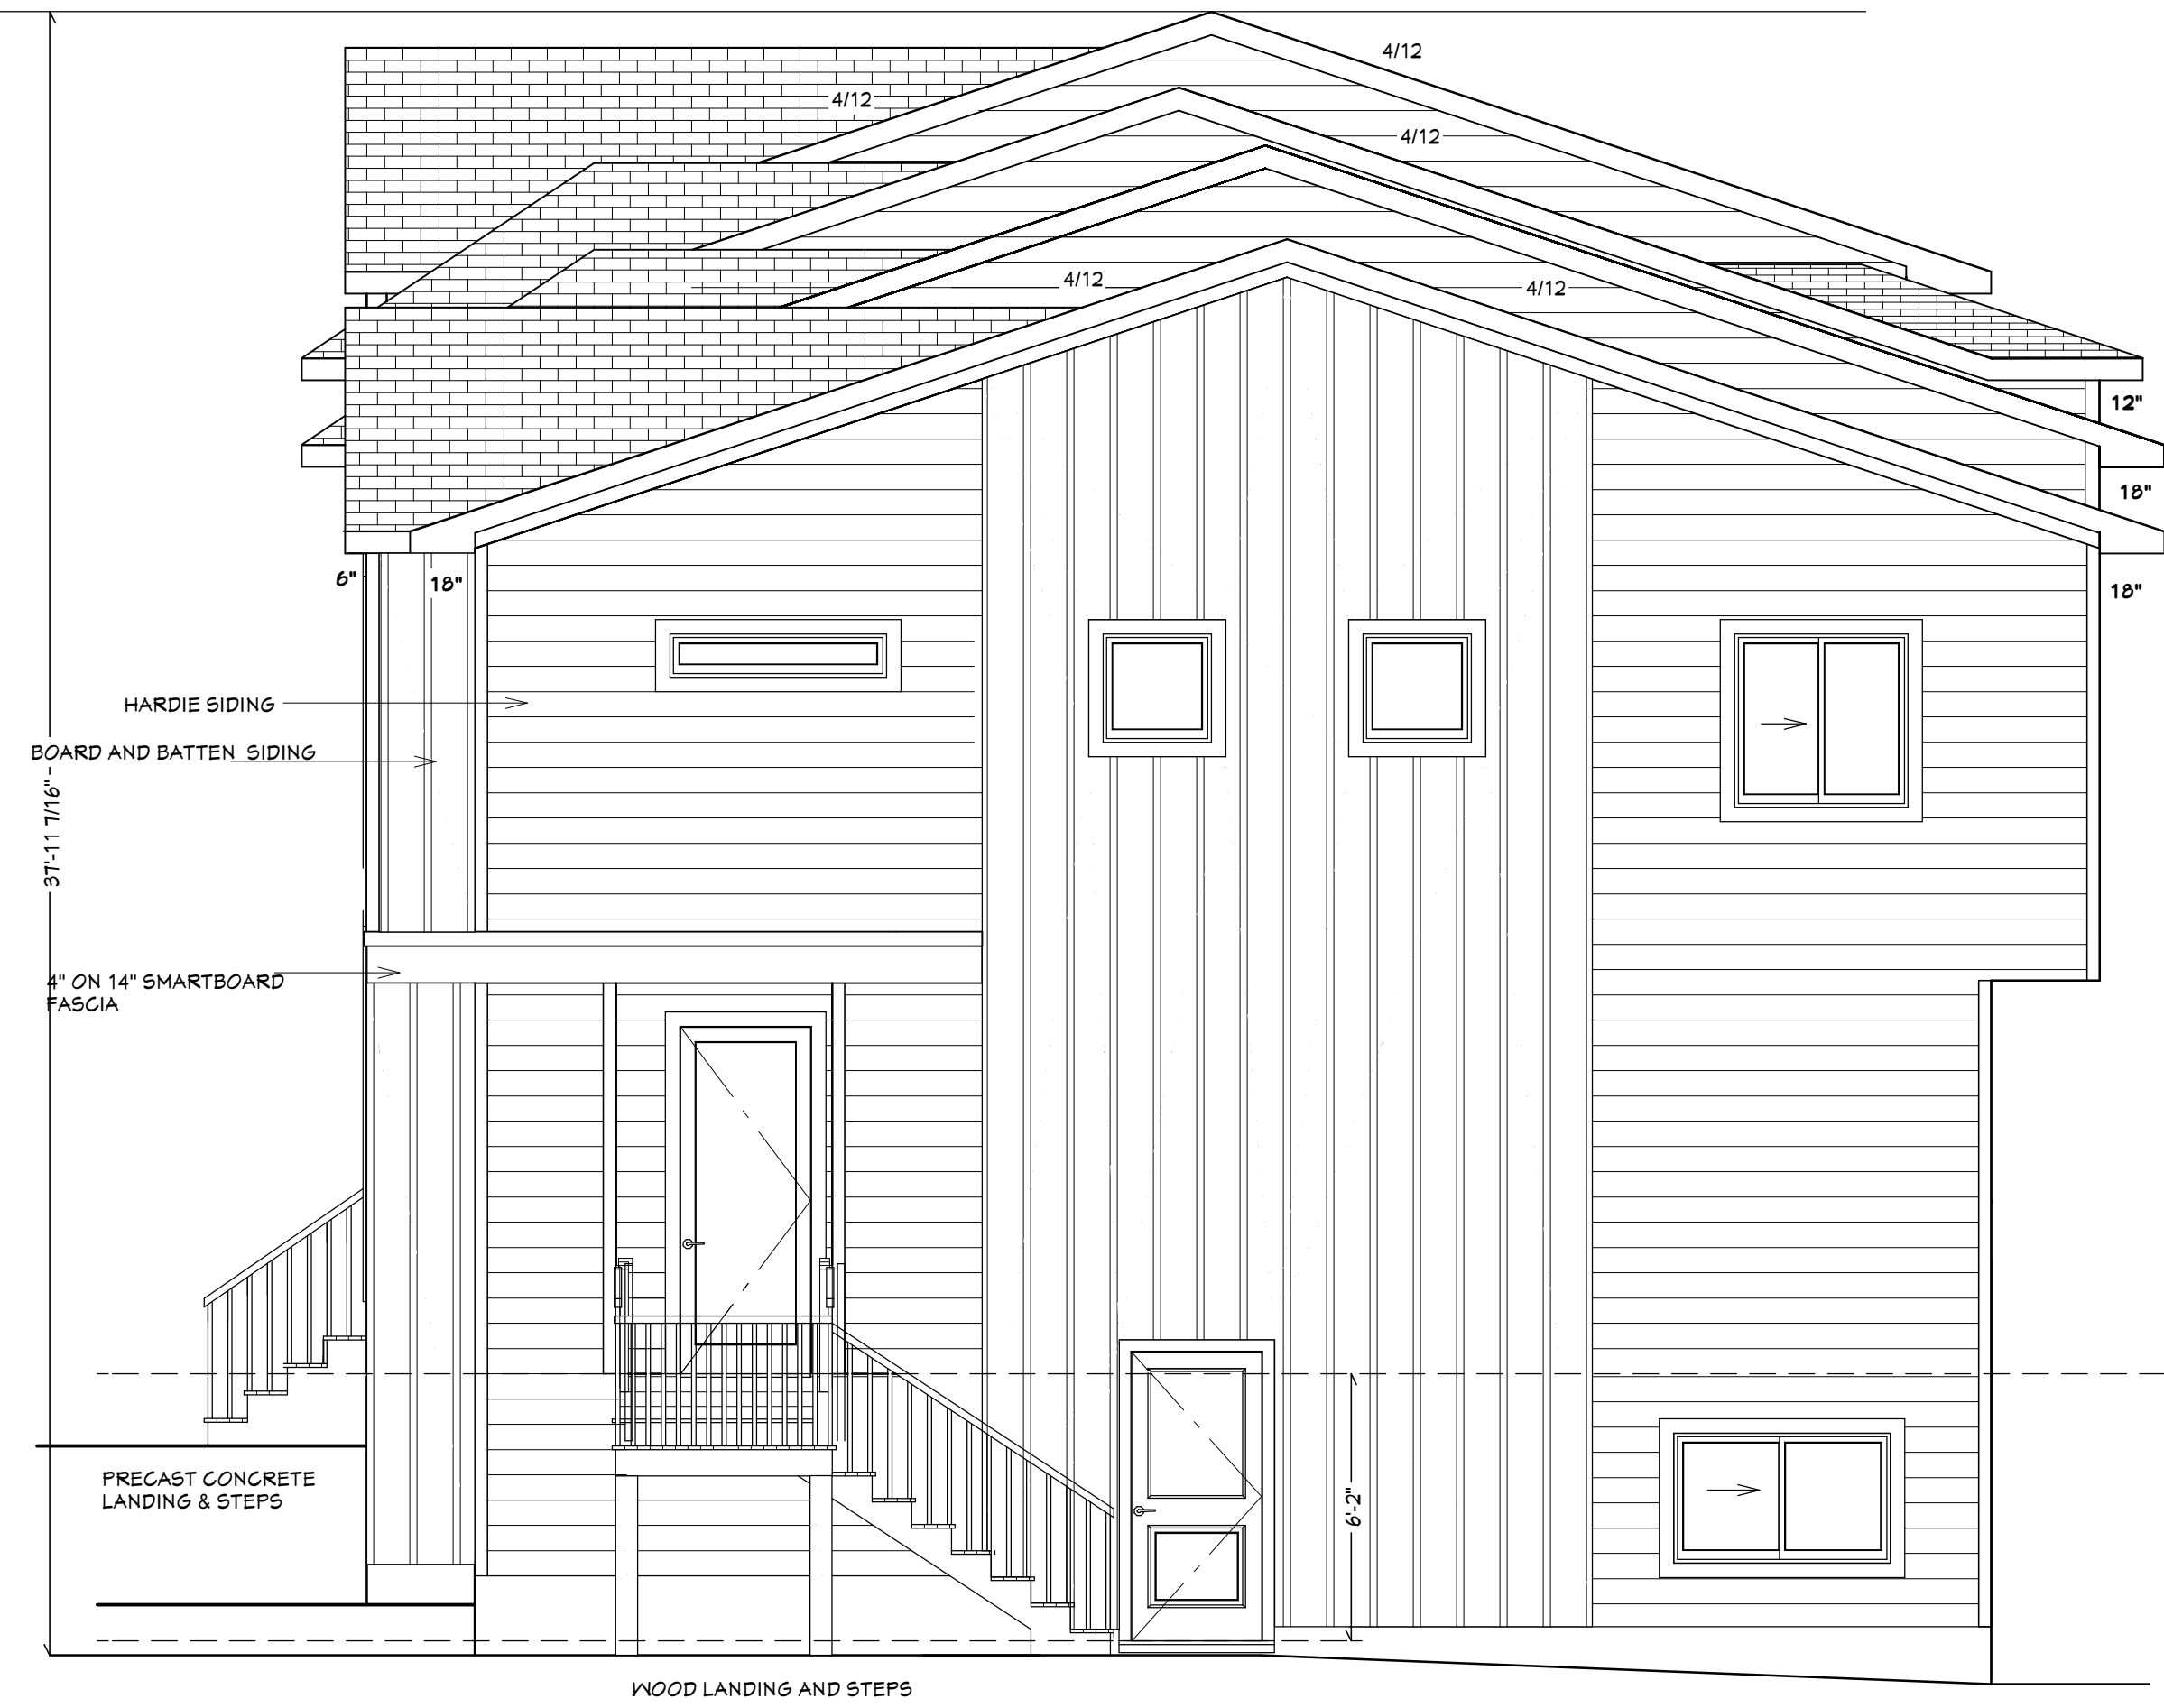 4/12
4/12
4/12
4/12
4/12
12"
18"
6"
18"
18"
HARDIE SIDING
BOARD AND BATTEN SIDING
37'-11 7/16"
4" ON 14" SMARTBOARD
FASCIA
PRECAST CONCRETE
LANDING & STEPS
6'-2"
WOOD LANDING AND STEPS